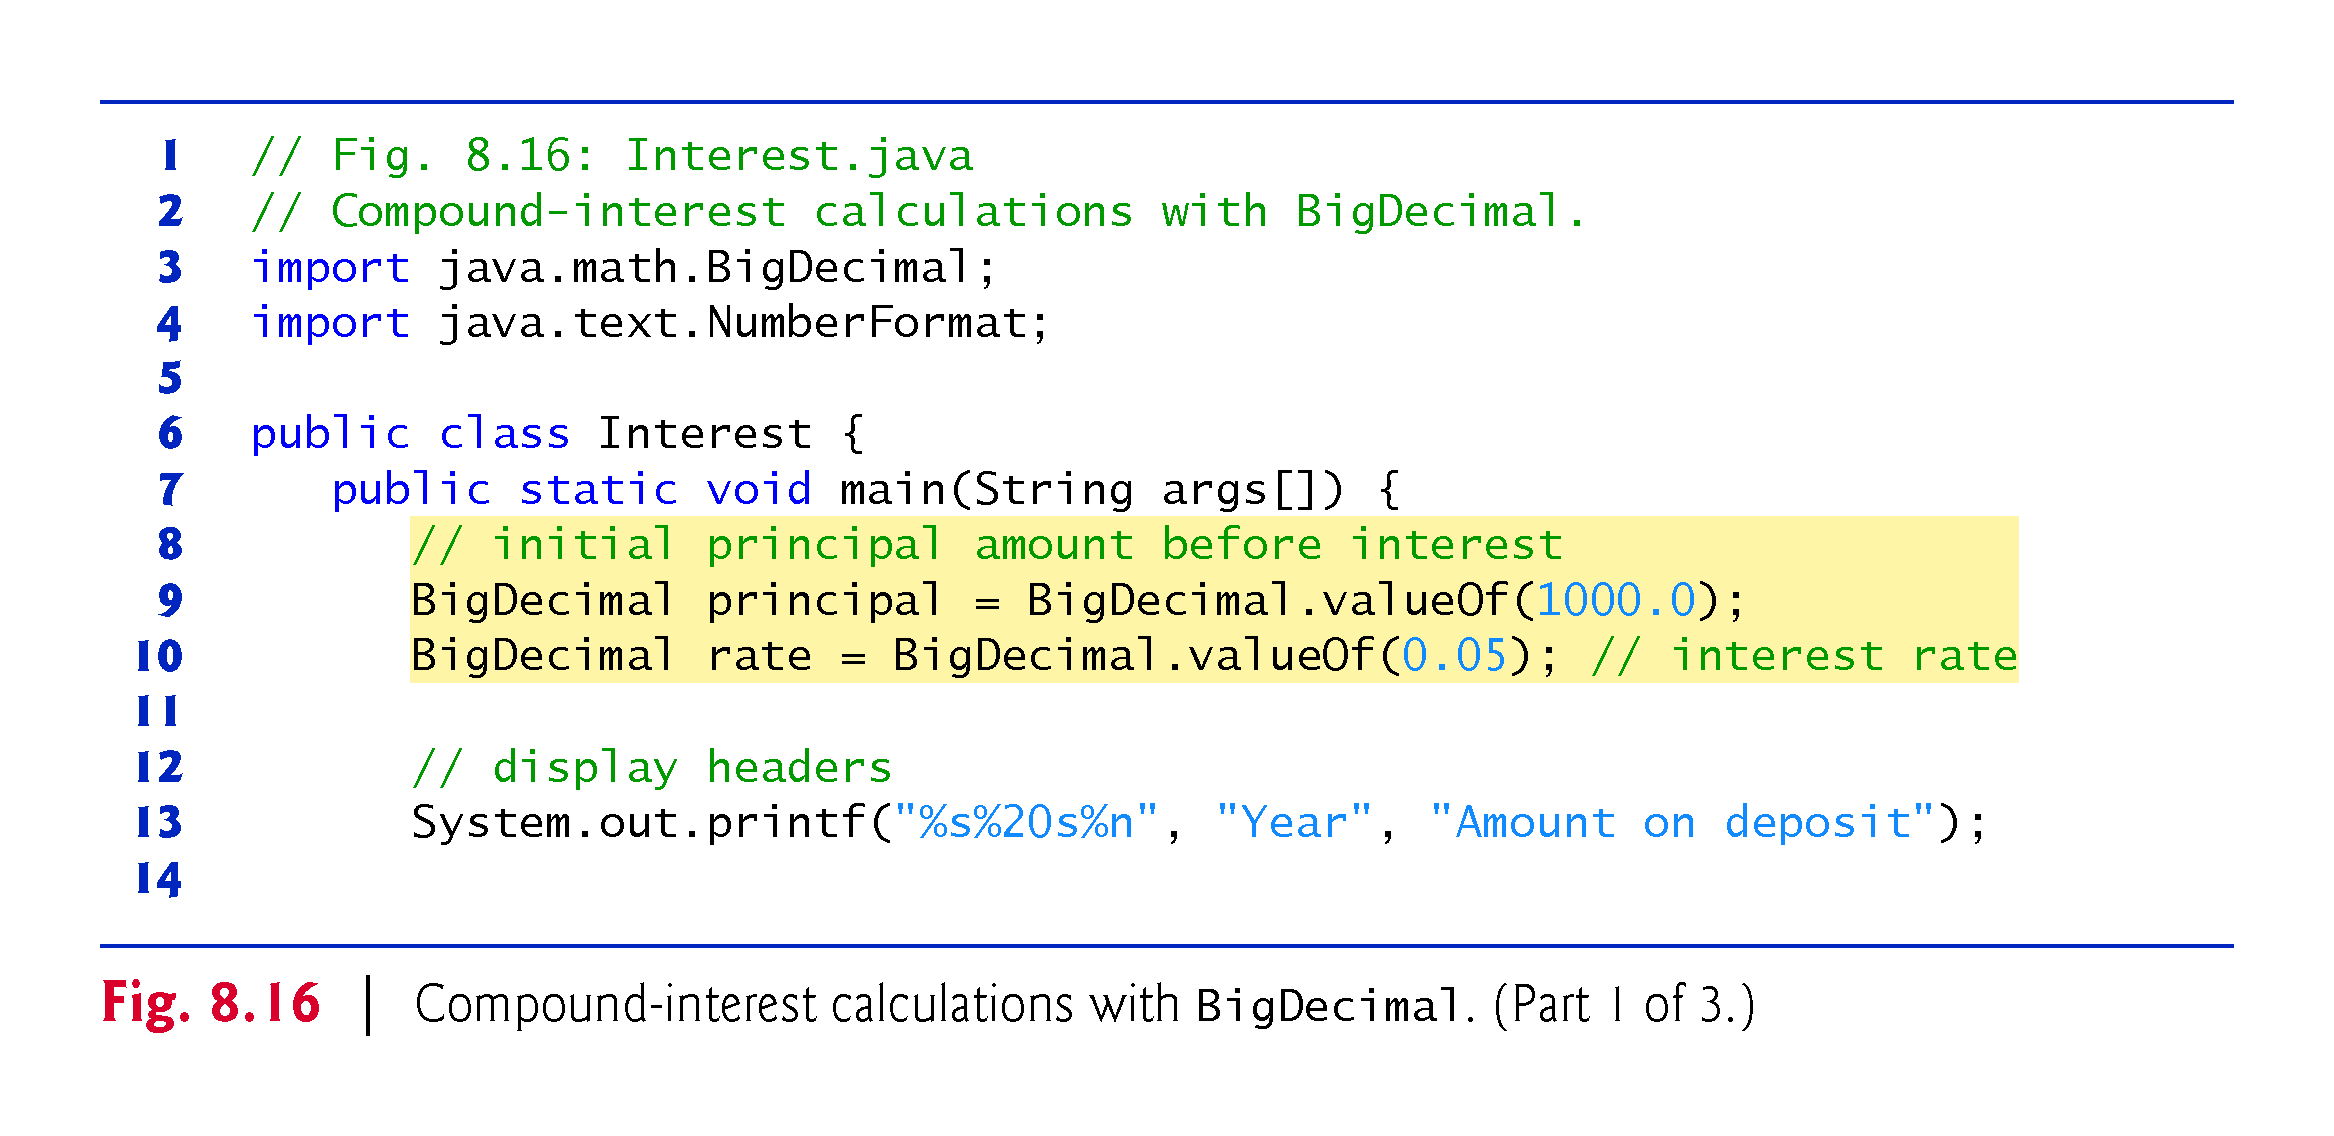 1 // Fig. 8.16: Interest.java
2 // Compound-interest calculations with BigDecimal.
3 import java.math.BigDecimal;
4 import java.text.NumberFormat;
5
6 public class Interest {
7    public static void main(String args[]) {
8       // initial principal amount before interest
9       BigDecimal principal = BigDecimal.valueOf(1000.0);
10       BigDecimal rate = BigDecimal.valueOf(0.05); // interest rate
11
12       // display headers
13       System.out.printf("%s%20s%n", "Year", "Amount on deposit");
14
Fig. 8.16 | Compound-interest calculations with BigDecimal. (Part 1 of 3.)